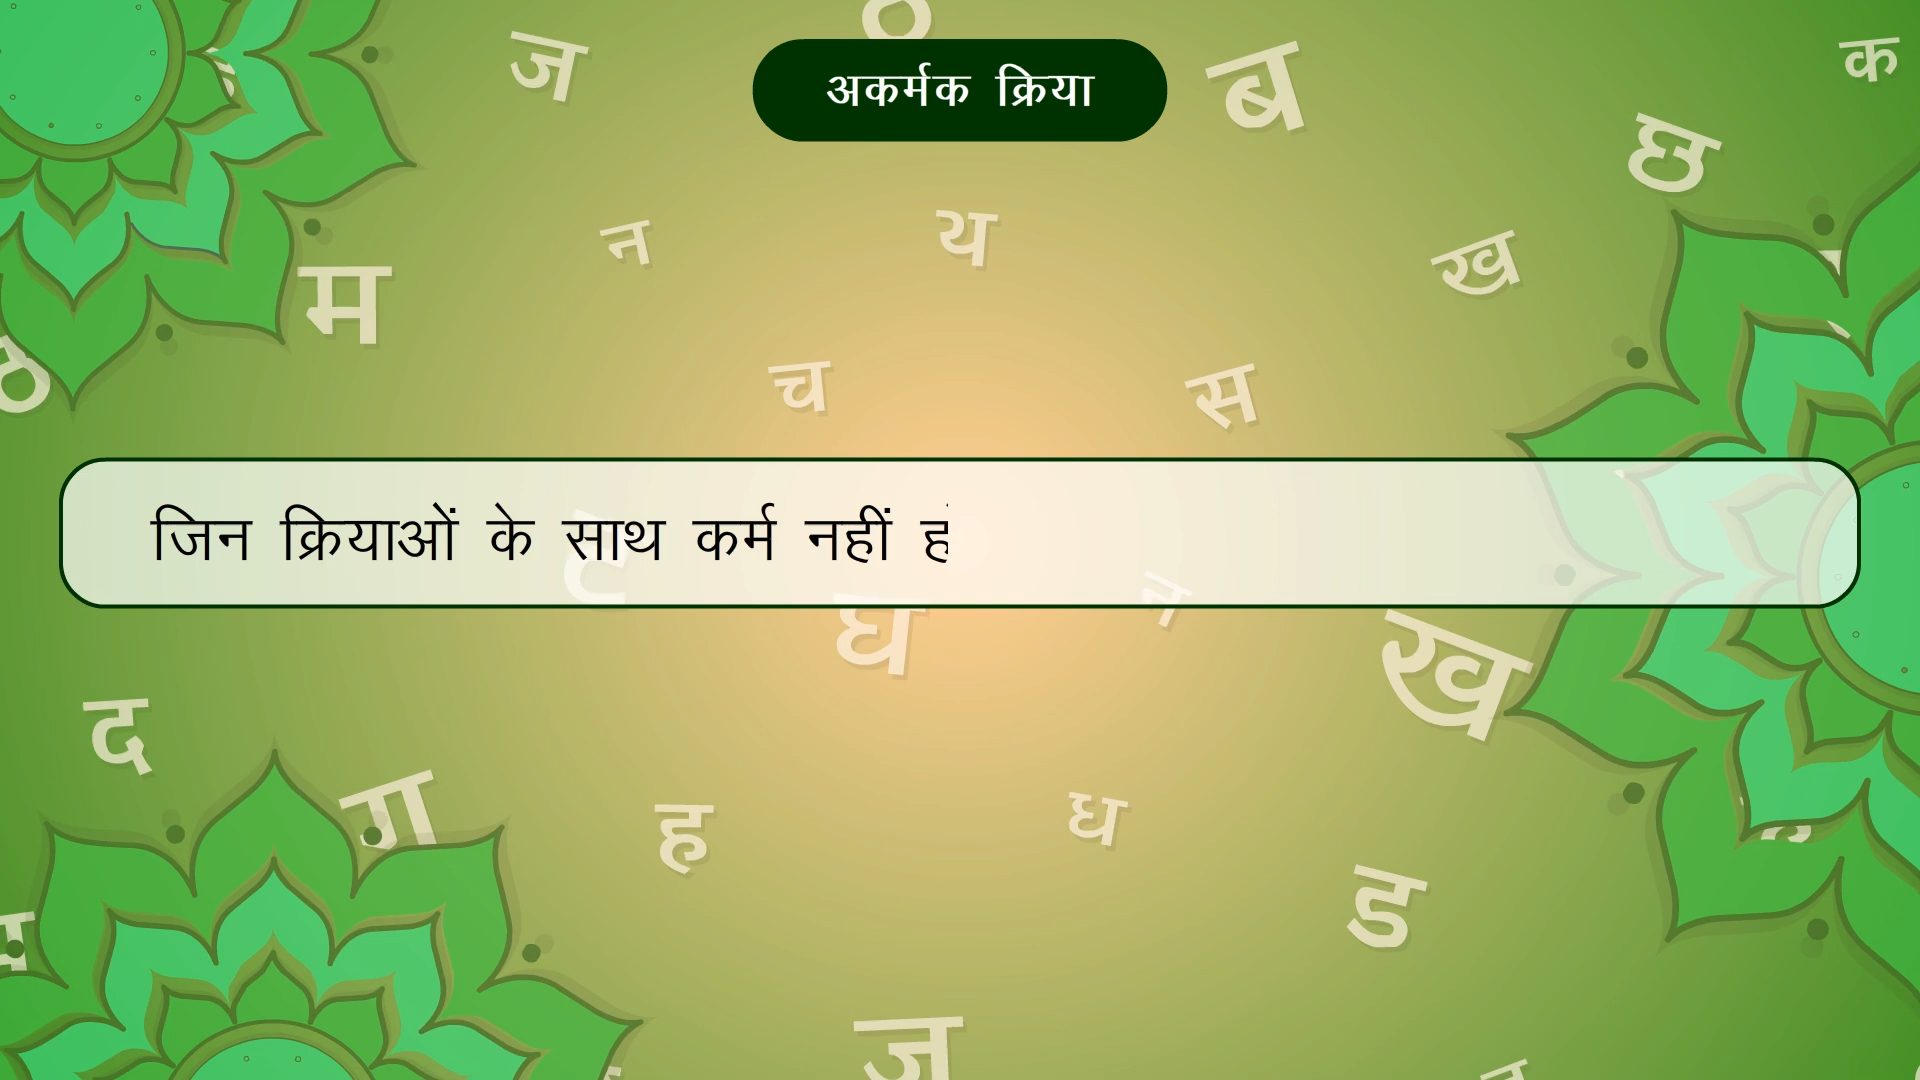 अकर्मक क्रिया
जिन क्रियाओं के साथ कर्म नहीं